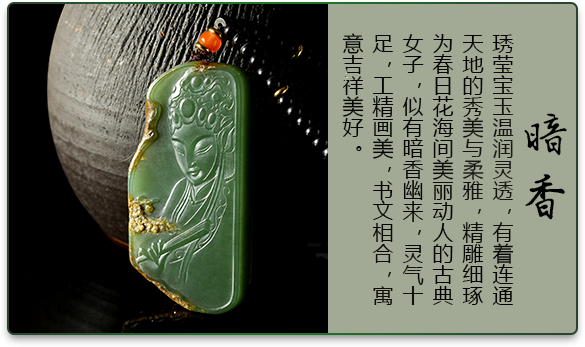 暗香
琇莹宝玉温润灵透，有着连通
天地的秀美与柔雅，精雕细琢
为春日花海间美丽动人的古典
女子，似有暗香幽来，灵气十
足，工精画美，书文相合，寓
意吉祥美好。